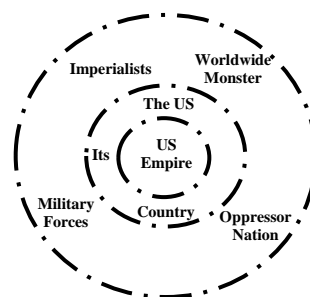 Imperialists
Worldwide
Monster
The US
Its
US
Empire
Country
Military
Forces
Oppressor
Nation